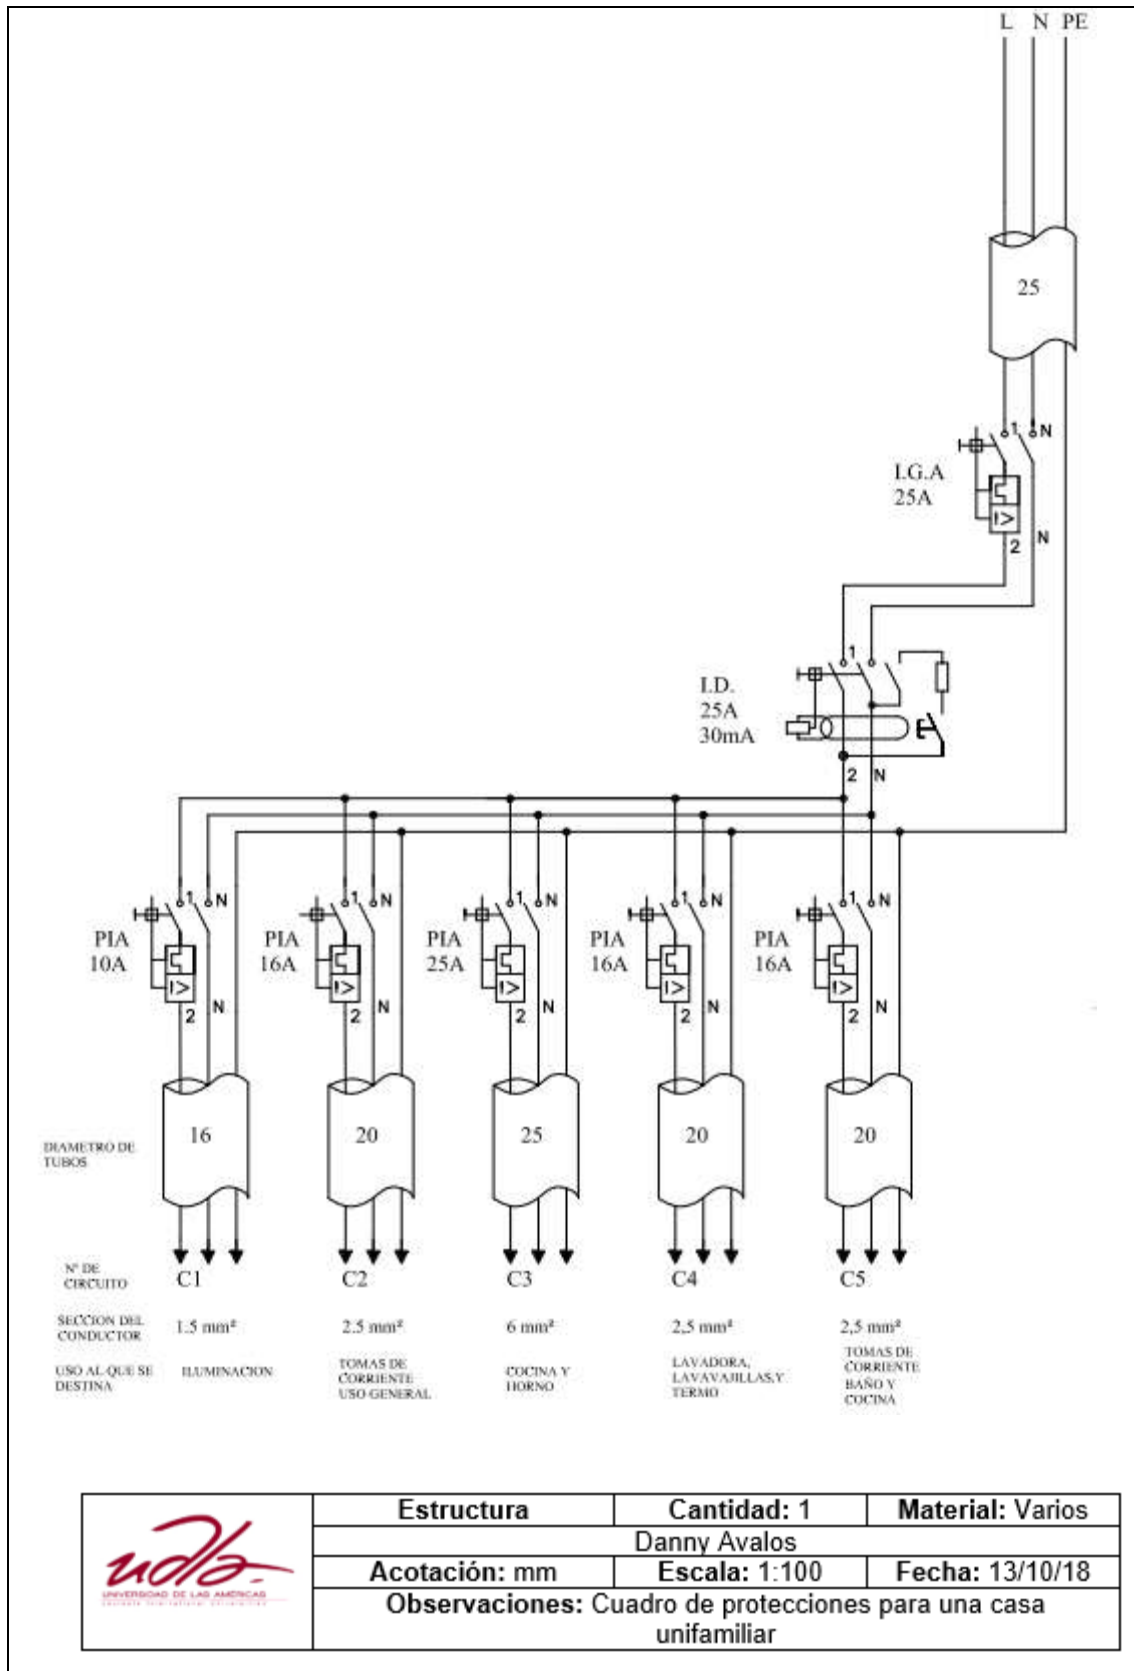 L N PE
25
1 N
I.G.A
25A
2 N
1
I.D.
25A
30mA
2 N
1 N
PIA
10A
2 N
1 N
PIA
16A
2 N
1
PIA
25A
2
1 N
PIA
16A
2 N
1 N
PIA
16A
2 N
DIAMETRO DE
TUBOS
16 20 25 20 20
Nº DE
CIRCUITO
C1 C2 C3 C4 C5
SECCION DEL
CONDUCTOR
1.5 mm² 2.5 mm² 6 mm² 2,5 mm² 2,5 mm²
USO AL QUE SE
DESTINA
ILUMINACION
TOMAS DE
CORRIENTE
USO GENERAL
COCINA Y
HORNO
LAVADORA,
LAVAVAJILLAS,Y
TERMO
TOMAS DE
CORRIENTE
BAÑO Y
COCINA
udla
UNIVERSIDAD DE LAS AMÉRICAS
Estructura Cantidad: 1 Material: Varios
Danny Avalos
Acotación: mm Escala: 1:100 Fecha: 13/10/18
Observaciones: Cuadro de protecciones para una casa
unifamiliar